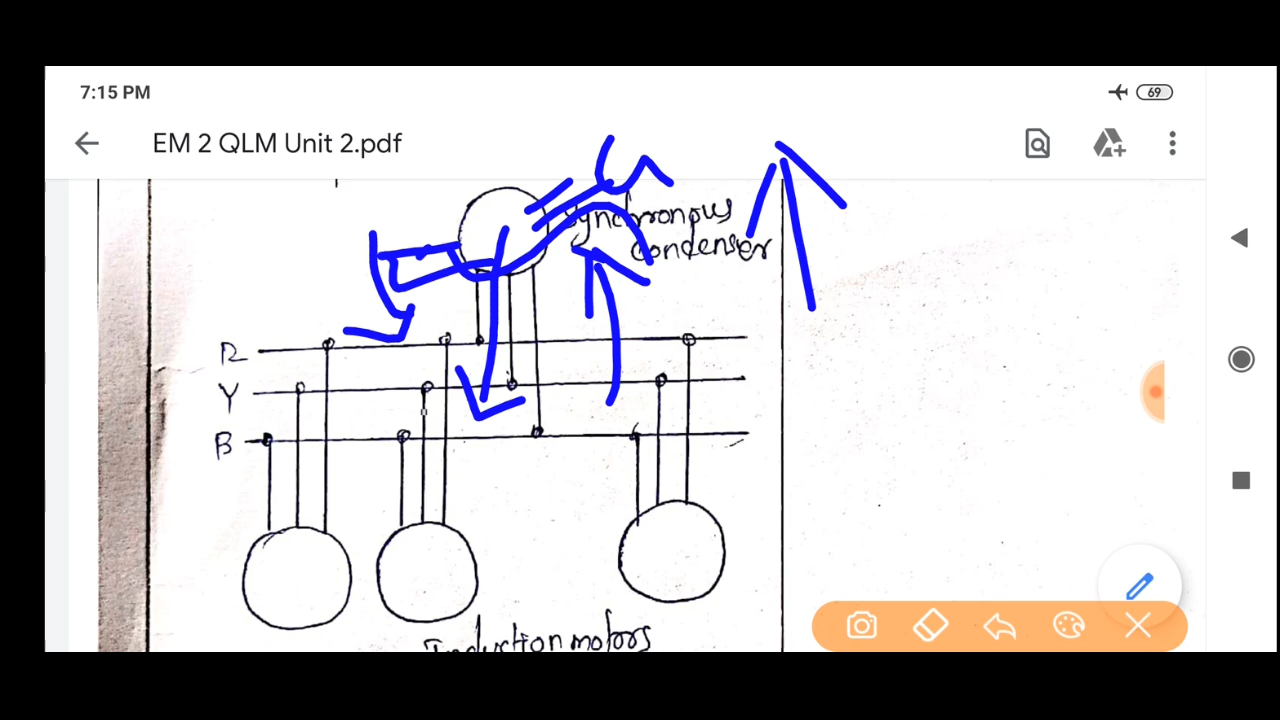 7:15 PM
69
EM 2 QLM Unit 2.pdf
Synchronous
condenser
R
Y
B
Induction motors